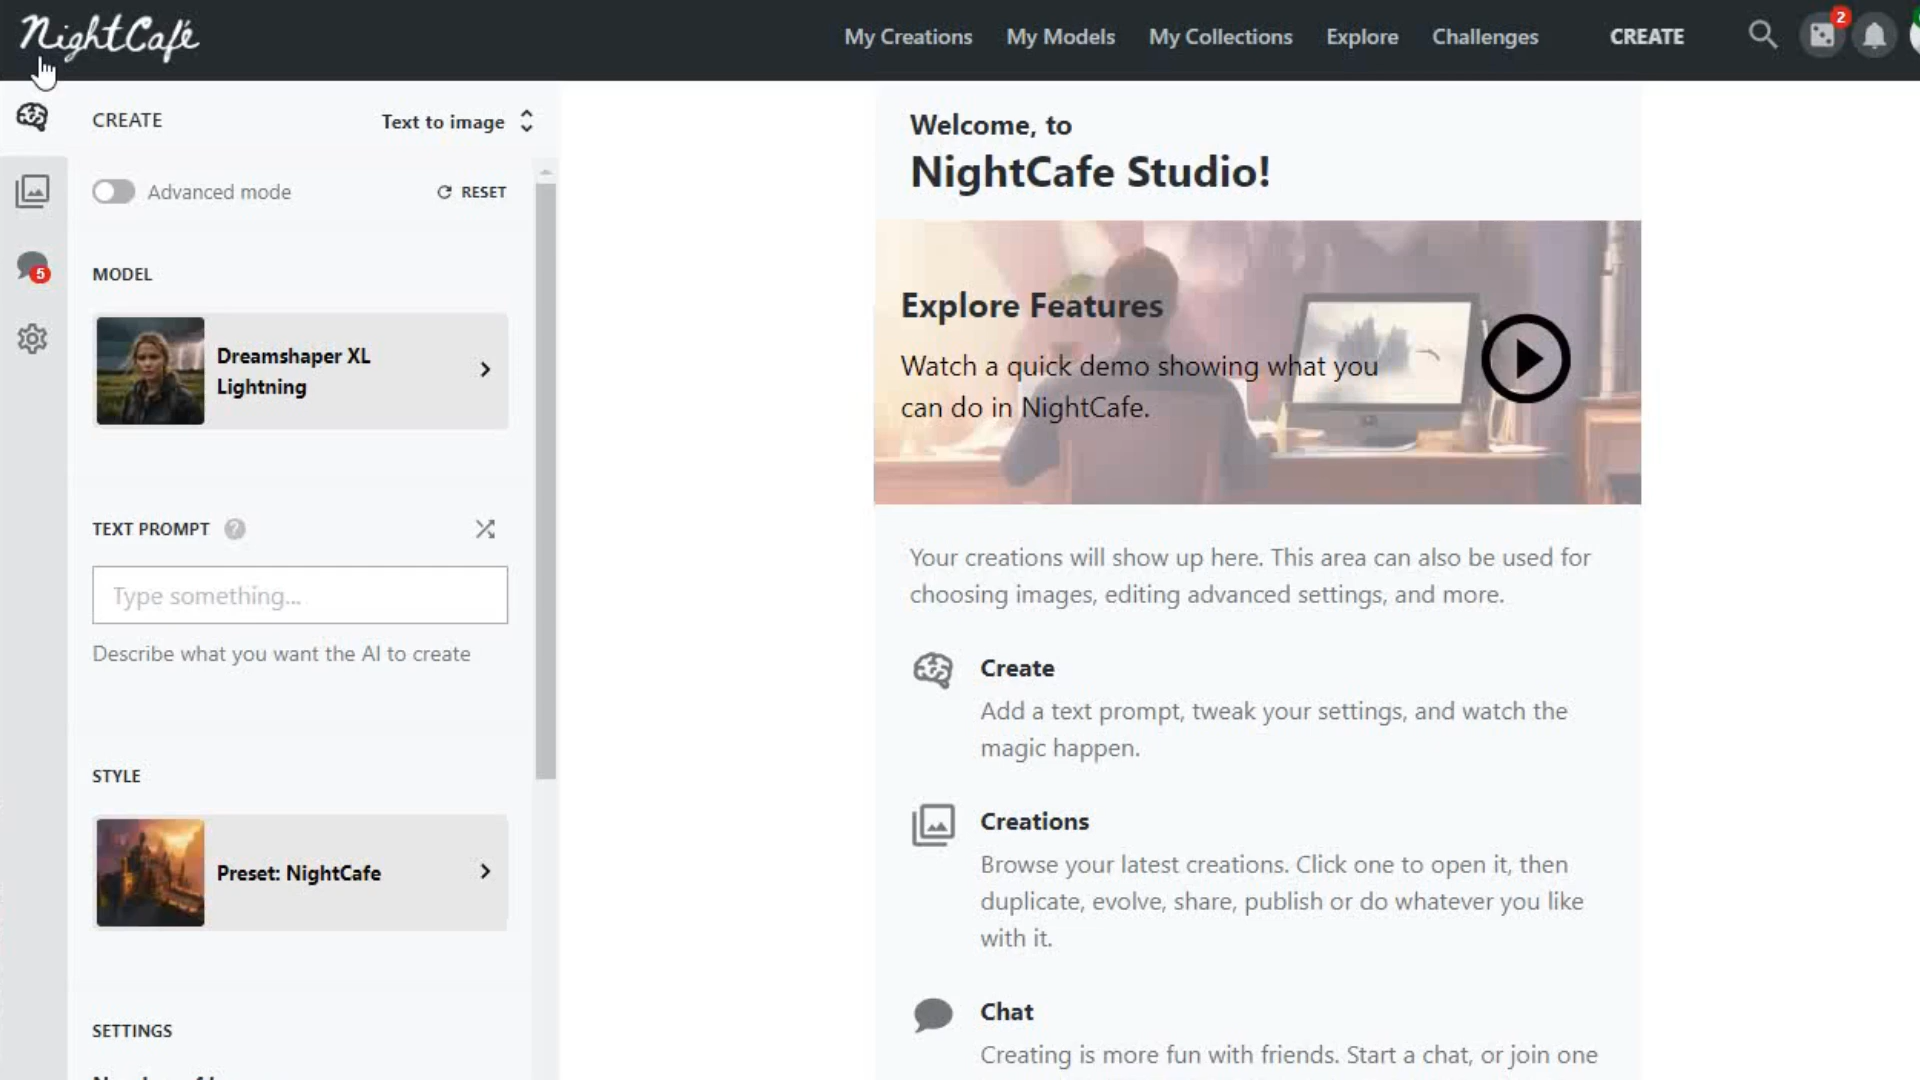 NightCafé
My Creations
My Models
My Collections
Explore
Challenges
CREATE
2
CREATE
Text to image
Advanced mode
RESET
5
MODEL
Dreamshaper XL
Lightning
TEXT PROMPT ?
Type something...
Describe what you want the AI to create
STYLE
Preset: NightCafe
SETTINGS
Welcome, to
NightCafe Studio!
Explore Features
Watch a quick demo showing what you
can do in NightCafe.
Your creations will show up here. This area can also be used for
choosing images, editing advanced settings, and more.
Create
Add a text prompt, tweak your settings, and watch the
magic happen.
Creations
Browse your latest creations. Click one to open it, then
duplicate, evolve, share, publish or do whatever you like
with it.
Chat
Creating is more fun with friends. Start a chat, or join one